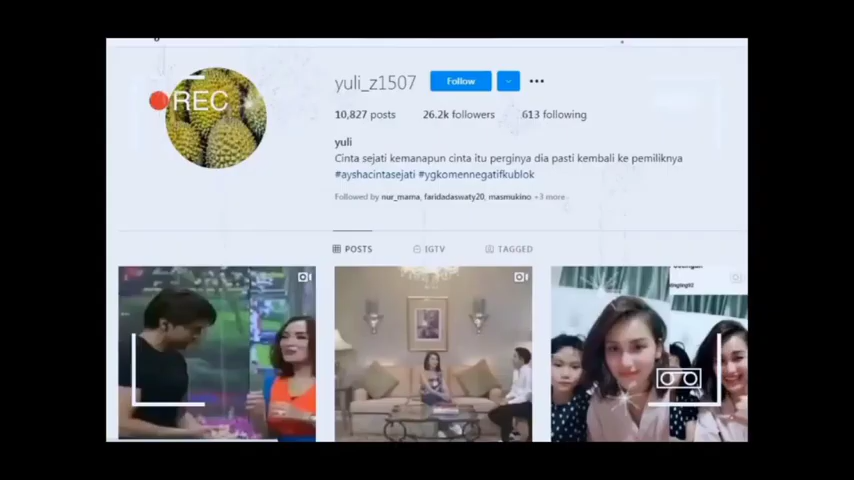 REC
yuli_z1507 Follow
10,827 posts 26.2k followers 613 following
yuli
Cinta sejati kemanapun cinta itu perginya dia pasti kembali ke pemiliknya
#ayshacintasejati #ygkomennegatifkublok
Followed by nur_mama, faridadaswaty20, masmukino +3 more
POSTS IGTV TAGGED